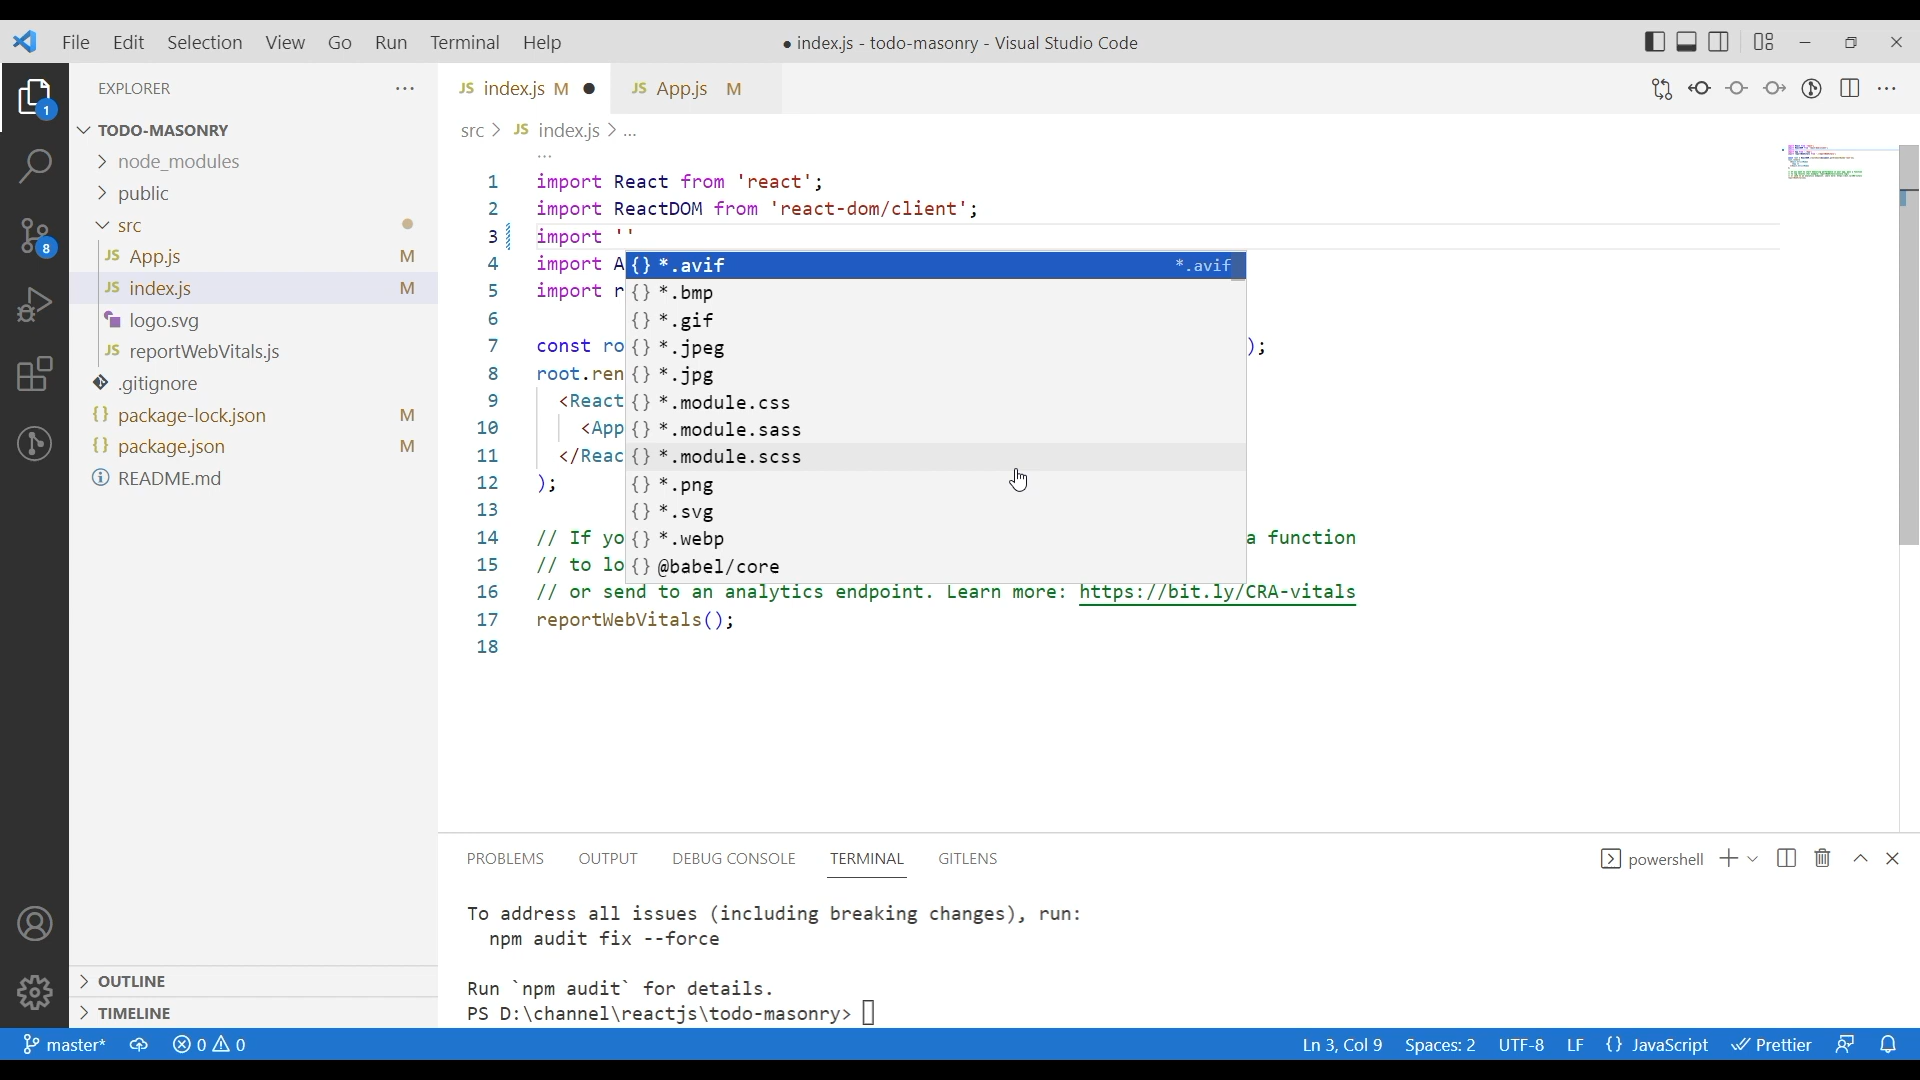 File Edit Selection View Go Run Terminal Help
● index.js - todo-masonry - Visual Studio Code
1
8
EXPLORER ...
TODO-MASONRY
node_modules
public
src
JS App.js M
JS index.js M
logo.svg
JS reportWebVitals.js
.gitignore
{} package-lock.json M
{} package.json M
README.md
OUTLINE
TIMELINE
JS index.js M ● JS App.js M
src > JS index.js > ...
...
1 import React from 'react';
2 import ReactDOM from 'react-dom/client';
3 import ''
4 import A
5 import r
6
7 const ro );
8 root.ren
9 <React
10 <App
11 </Reac
12 );
13
14 // If yo a function
15 // to lo
16 // or send to an analytics endpoint. Learn more: https://bit.ly/CRA-vitals
17 reportWebVitals();
18
{} *.avif *.avif
{} *.bmp
{} *.gif
{} *.jpeg
{} *.jpg
{} *.module.css
{} *.module.sass
{} *.module.scss
{} *.png
{} *.svg
{} *.webp
{} @babel/core
PROBLEMS OUTPUT DEBUG CONSOLE TERMINAL GITLENS
powershell
To address all issues (including breaking changes), run:
npm audit fix --force
Run `npm audit` for details.
PS D:\channel\reactjs\todo-masonry>
master* 0 0
Ln 3, Col 9 Spaces: 2 UTF-8 LF {} JavaScript Prettier